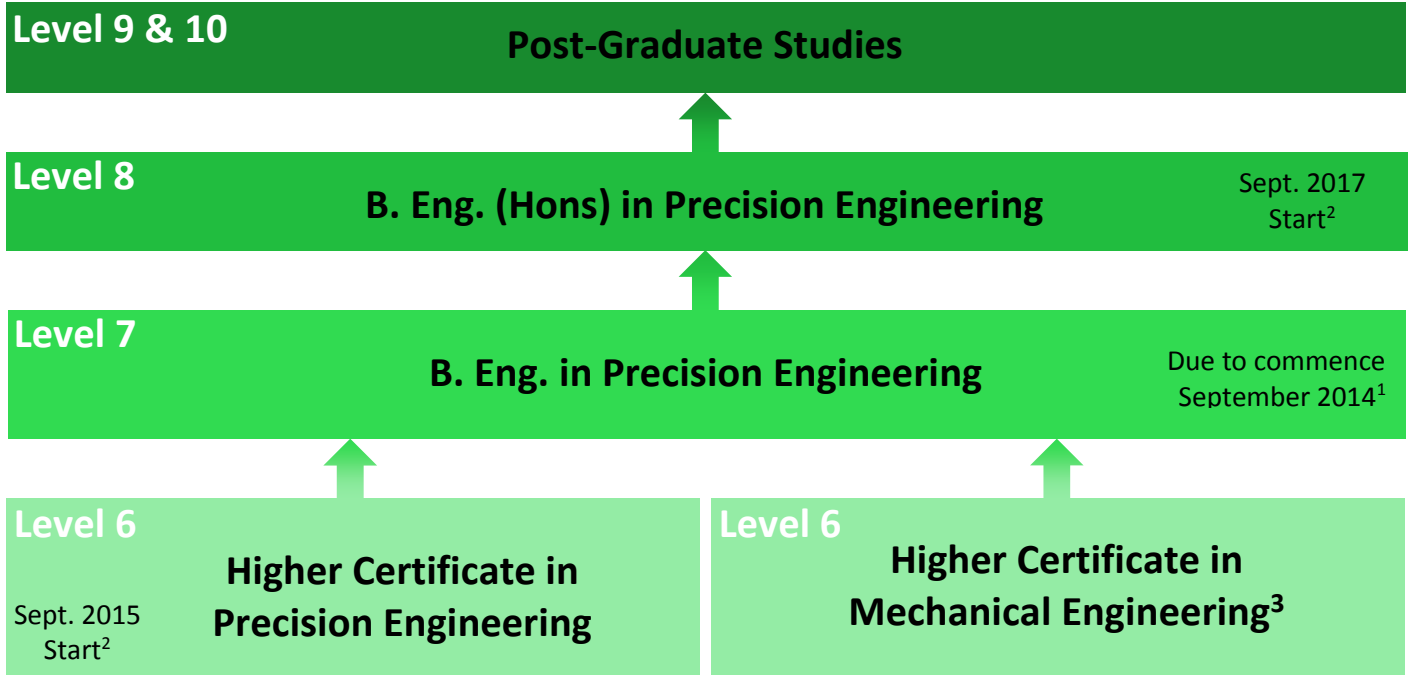 Level 9 & 10
Post-Graduate Studies
Level 8
B. Eng. (Hons) in Precision Engineering
Sept. 2017
Start²
Level 7
B. Eng. in Precision Engineering
Due to commence
September 2014¹
Level 6
Higher Certificate in
Precision Engineering
Sept. 2015
Start²
Level 6
Higher Certificate in
Mechanical Engineering³